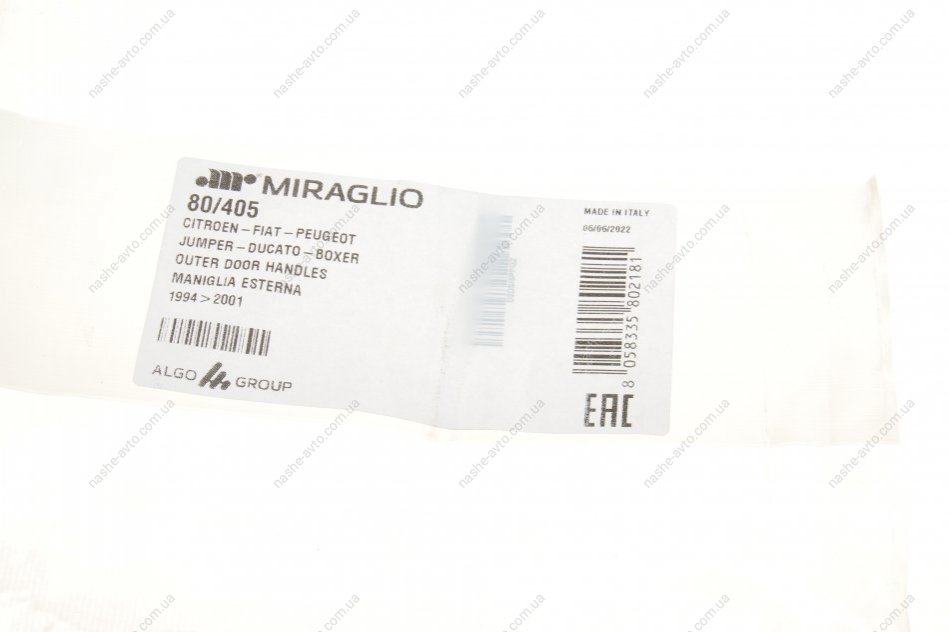 MIRAGLIO
80/405
CITROEN-FIAT-PEUGEOT
JUMPER-DUCATO-BOXER
OUTER DOOR HANDLES
MANIGLIA ESTERNA
1994>2001
ALGO GROUP
MADE IN ITALY
06/06/2022
8 058335 802181
EAC
nashe-avto.com.ua